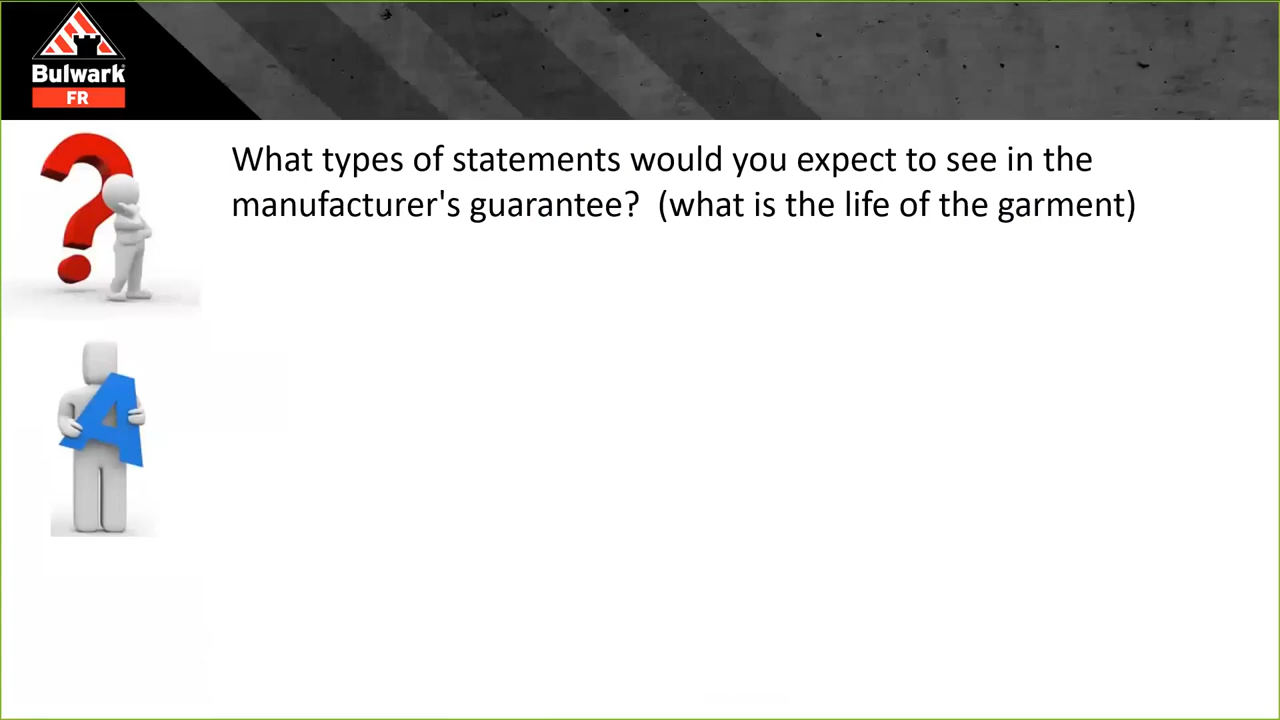 Bulwark
FR
What types of statements would you expect to see in the
manufacturer's guarantee?  (what is the life of the garment)
A